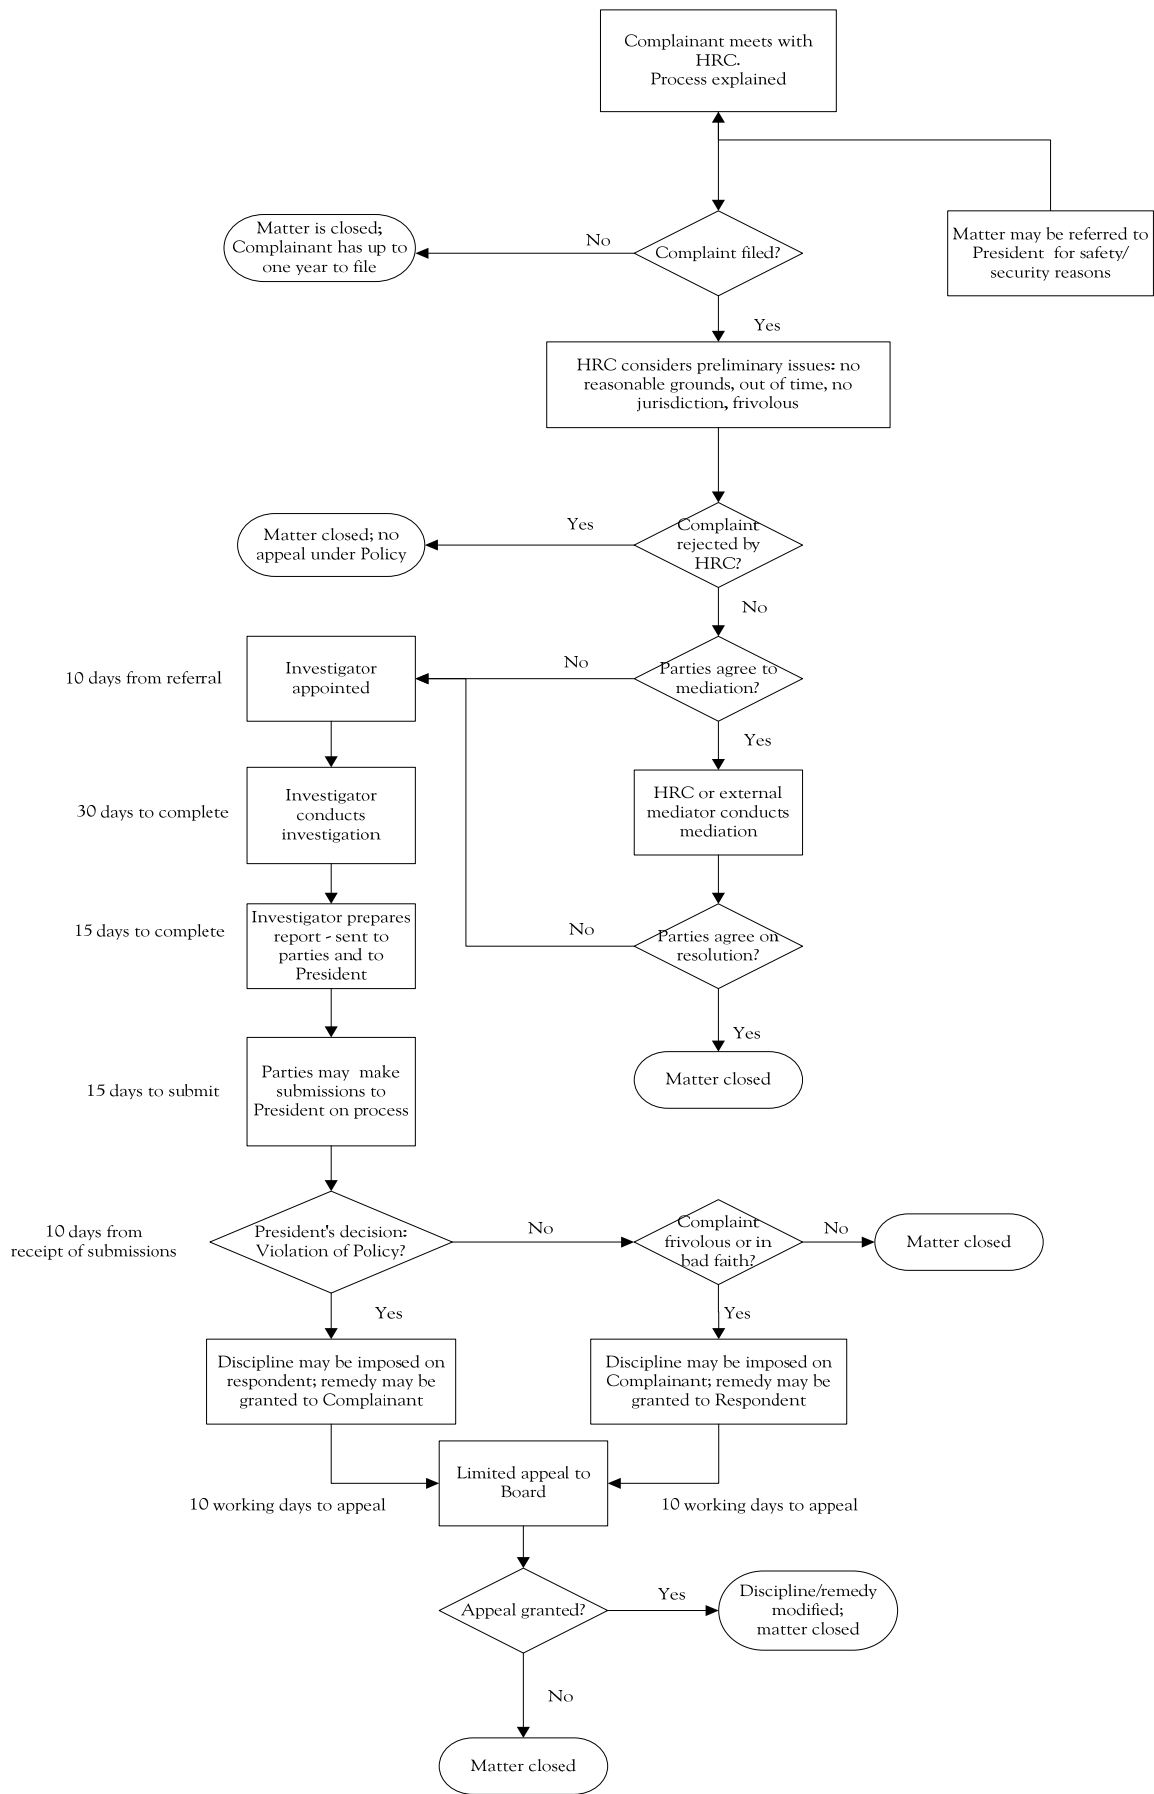 Complainant meets with
HRC.
Process explained
Matter is closed;
Complainant has up to
one year to file
No
Complaint filed?
Matter may be referred to
President for safety/
security reasons
Yes
HRC considers preliminary issues: no
reasonable grounds, out of time, no
jurisdiction, frivolous
Matter closed; no
appeal under Policy
Yes
Complaint
rejected by
HRC?
No
10 days from referral
Investigator
appointed
No
Parties agree to
mediation?
Yes
30 days to complete
Investigator
conducts
investigation
HRC or external
mediator conducts
mediation
15 days to complete
Investigator prepares
report - sent to
parties and to
President
No
Parties agree on
resolution?
Yes
Matter closed
15 days to submit
Parties may make
submissions to
President on process
10 days from
receipt of submissions
President's decision:
Violation of Policy?
No
Complaint
frivolous or in
bad faith?
No
Matter closed
Yes
Yes
Discipline may be imposed on
respondent; remedy may be
granted to Complainant
Discipline may be imposed on
Complainant; remedy may be
granted to Respondent
Limited appeal to
Board
10 working days to appeal
10 working days to appeal
Appeal granted?
Yes
Discipline/remedy
modified;
matter closed
No
Matter closed